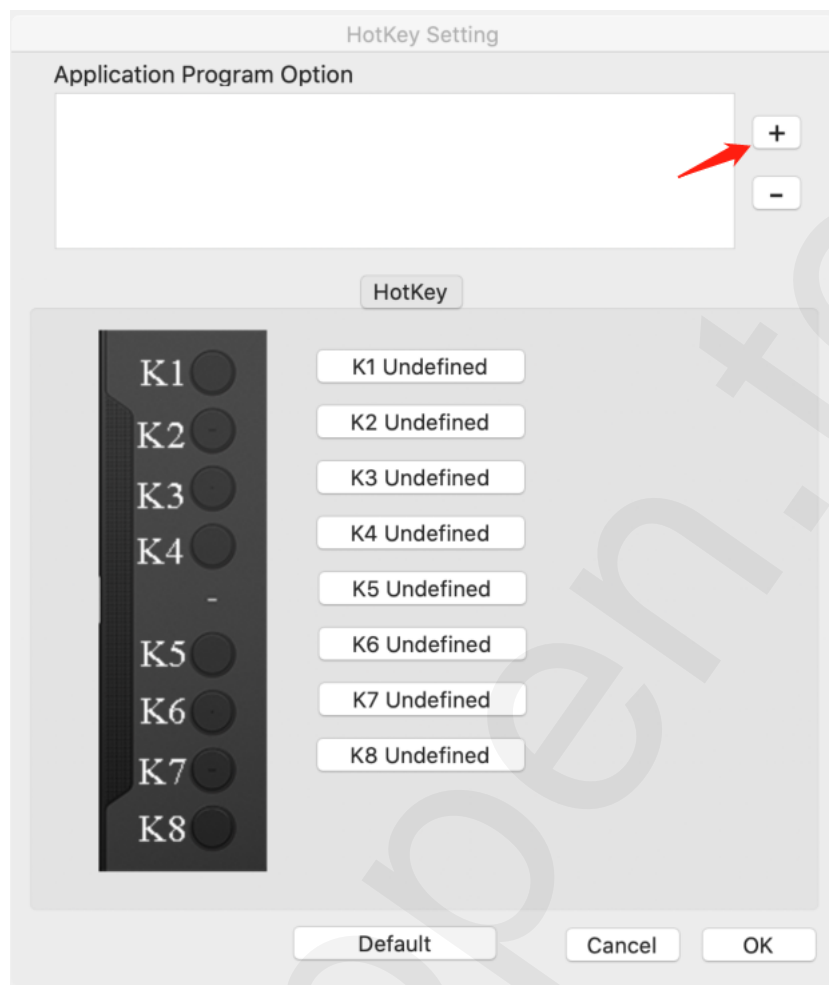 HotKey Setting
Application Program Option
+
-
HotKey
K1
K1 Undefined
K2
K2 Undefined
K3
K3 Undefined
K4
K4 Undefined
K5 Undefined
K5
K6 Undefined
K6
K7 Undefined
K7
K8 Undefined
K8
Default
Cancel
OK